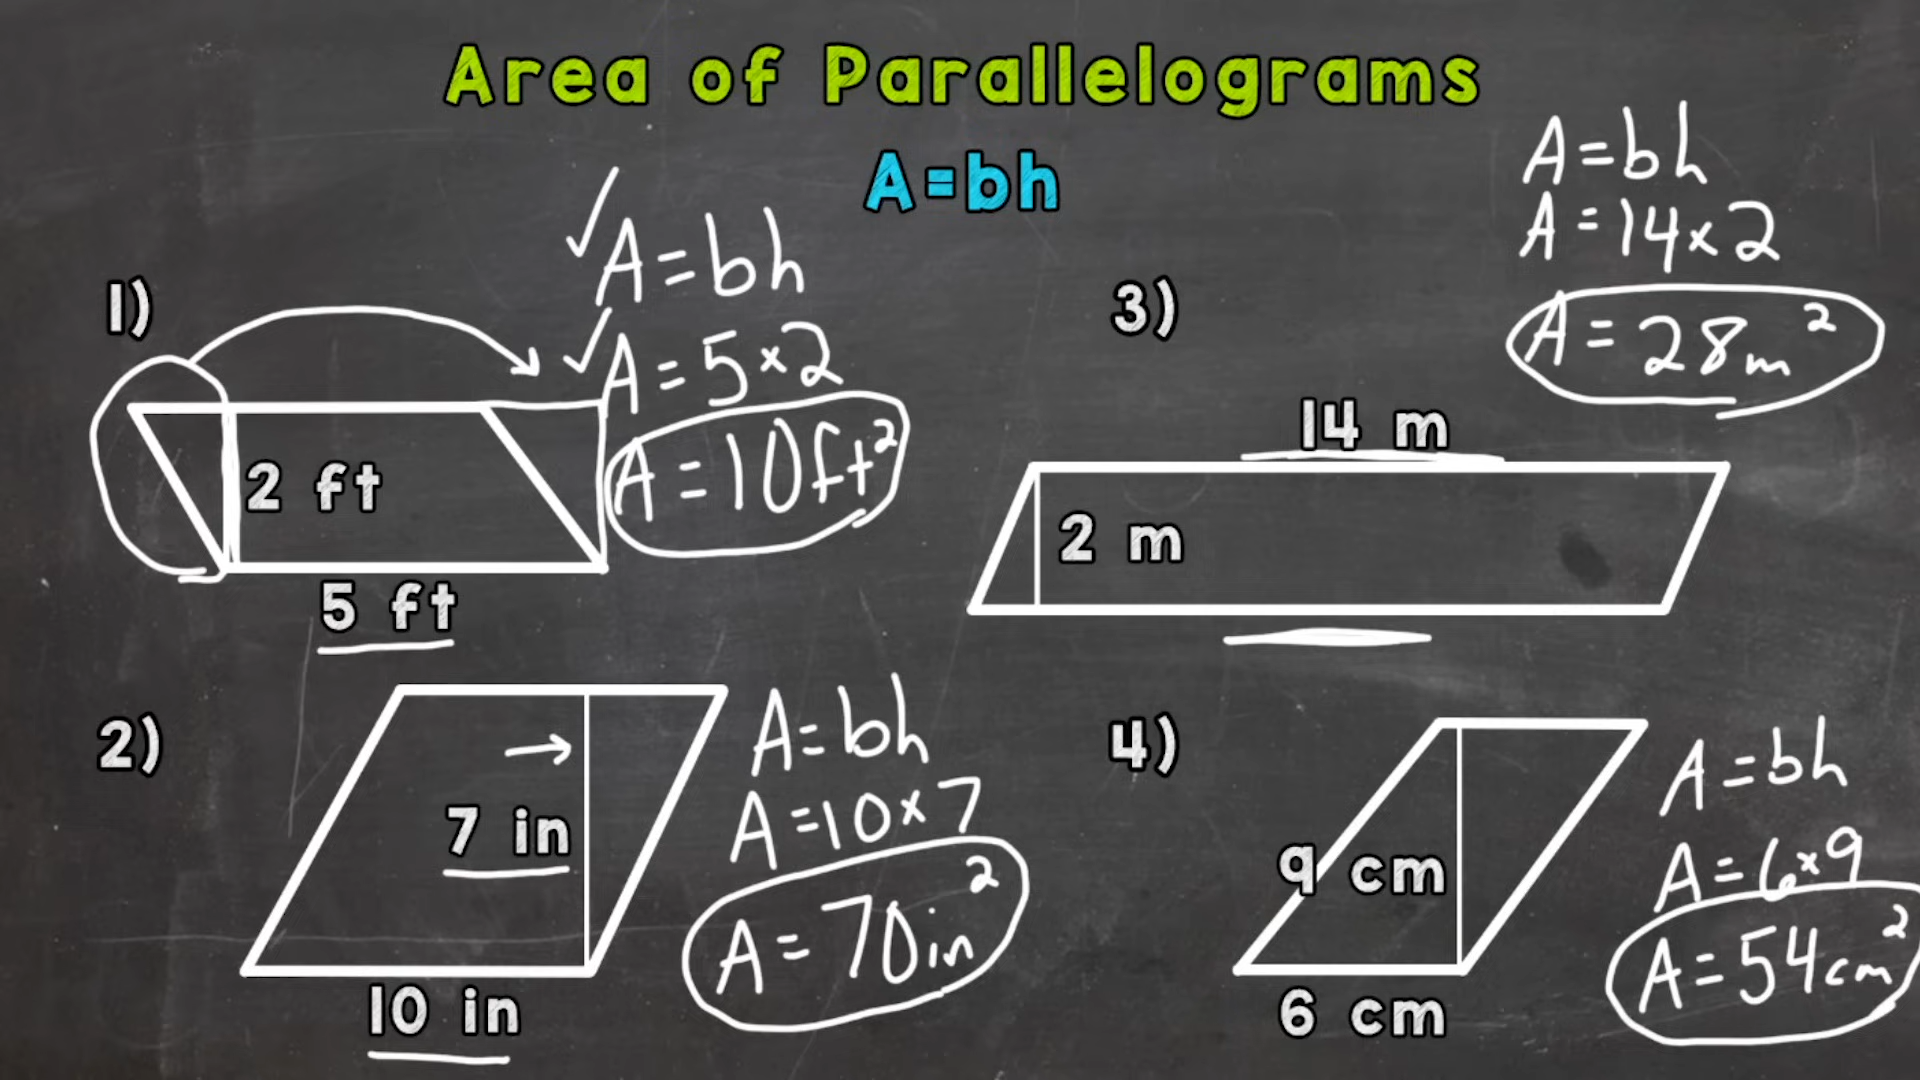 Area of Parallelograms
A=bh
1)
A=bh
A=5×2
A=10ft²
2 ft
5 ft
2)
7 in
10 in
A=bh
A=10×7
A=70in²
3)
A=bh
A=14×2
A=28m²
14 m
2 m
4)
9 cm
6 cm
A=bh
A=6×9
A=54cm²